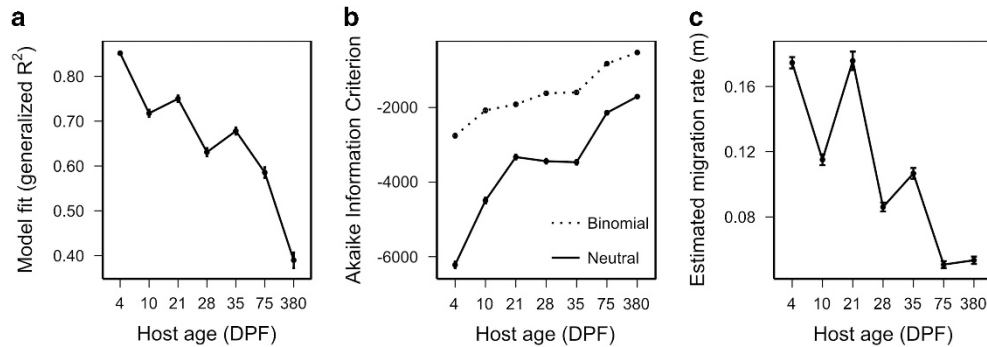 a
Model fit (generalized R²)
0.80
0.70
0.60
0.50
0.40
4 10 21 28 35 75 380
Host age (DPF)
b
Akaike Information Criterion
-2000
-4000
-6000
Binomial
Neutral
4 10 21 28 35 75 380
Host age (DPF)
c
Estimated migration rate (m)
0.16
0.12
0.08
4 10 21 28 35 75 380
Host age (DPF)